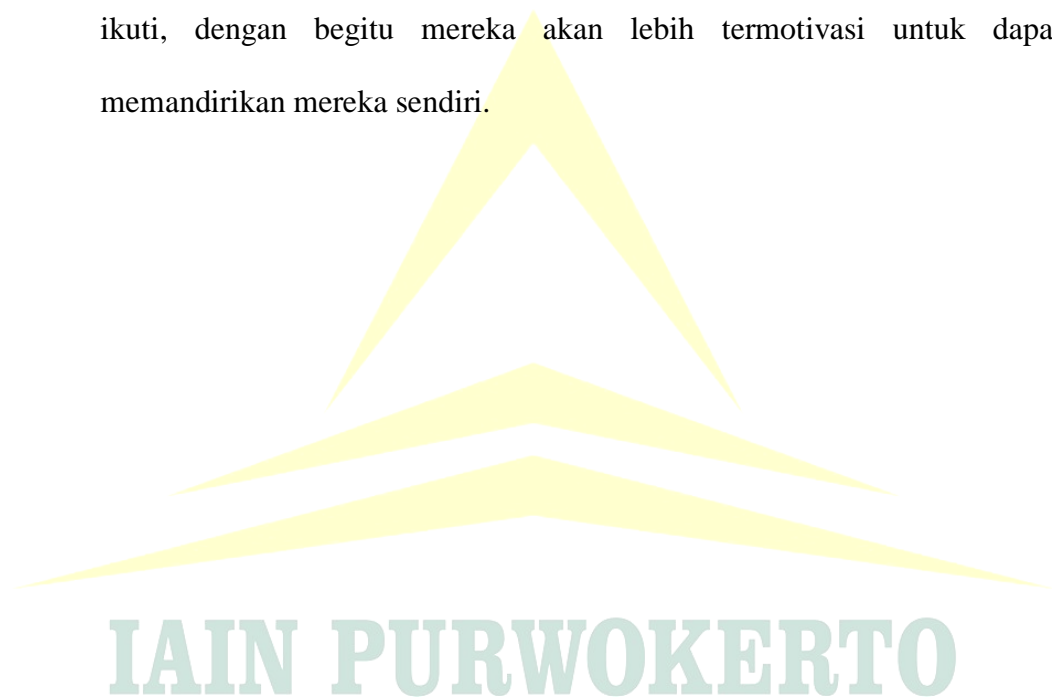 ikuti, dengan begitu mereka akan lebih termotivasi untuk dapa
memandirikan mereka sendiri.
IAIN PURWOKERTO